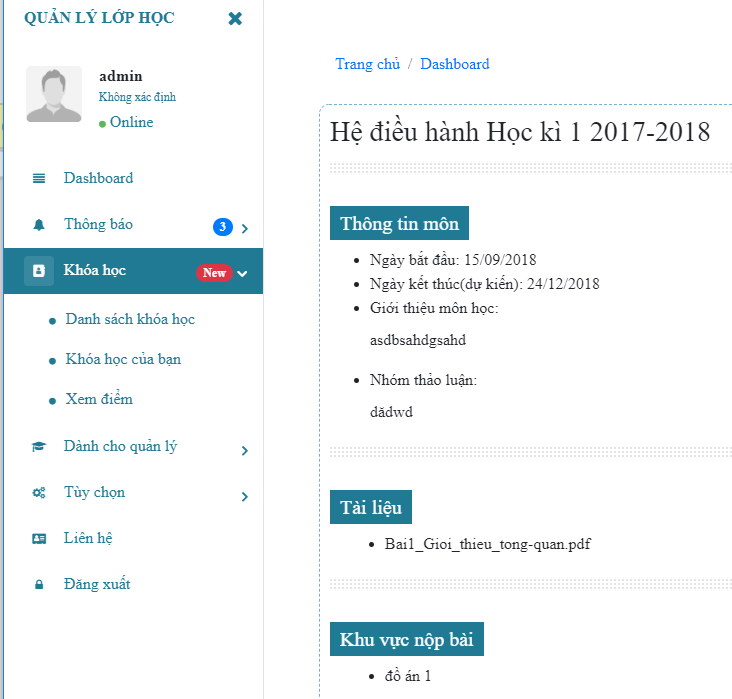 QUẢN LÝ LỚP HỌC
admin
Không xác định
Online
Dashboard
Thông báo 3
Khóa học New
Danh sách khóa học
Khóa học của bạn
Xem điểm
Dành cho quản lý
Tùy chọn
Liên hệ
Đăng xuất
Trang chủ / Dashboard
Hệ điều hành Học kì 1 2017-2018
Thông tin môn
Ngày bắt đầu: 15/09/2018
Ngày kết thúc(dự kiến): 24/12/2018
Giới thiệu môn học:
asdbsahdgsahd
Nhóm thảo luận:
dădwd
Tài liệu
Bai1_Gioi_thieu_tong-quan.pdf
Khu vực nộp bài
đồ án 1